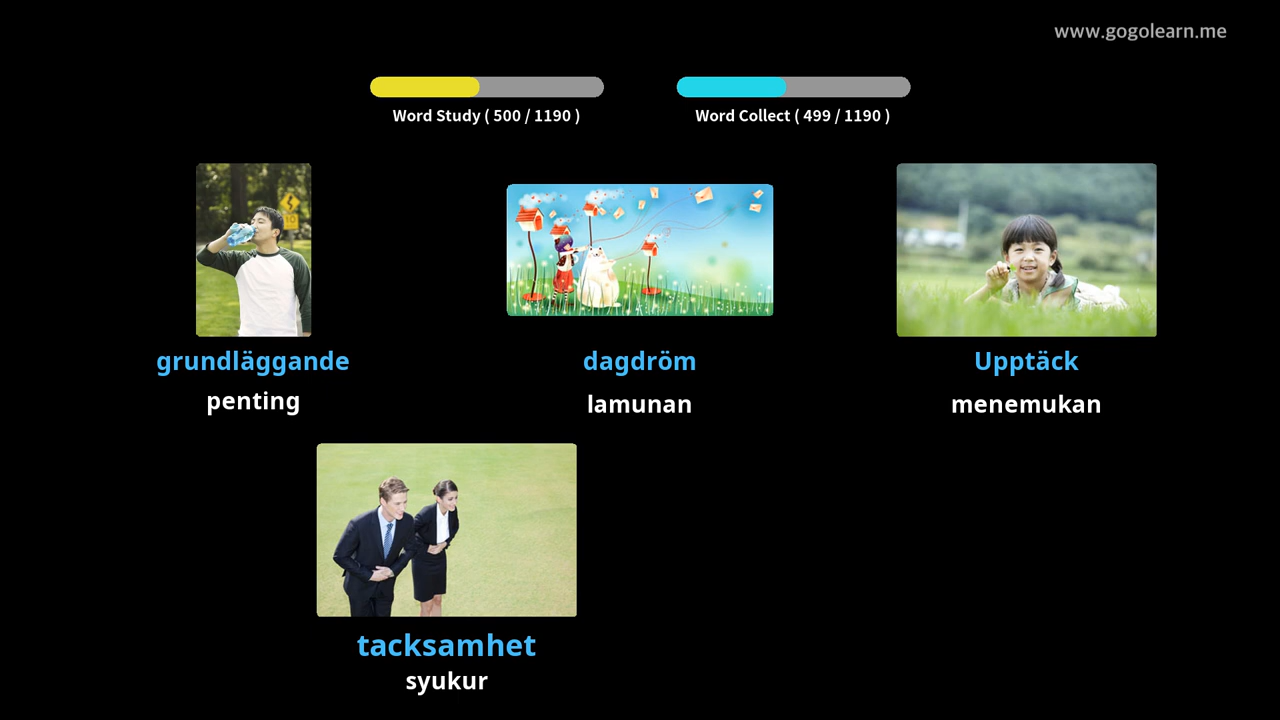 www.gogolearn.me
Word Study ( 500 / 1190 )
Word Collect ( 499 / 1190 )
grundläggande
penting
dagdröm
lamunan
Upptäck
menemukan
tacksamhet
syukur